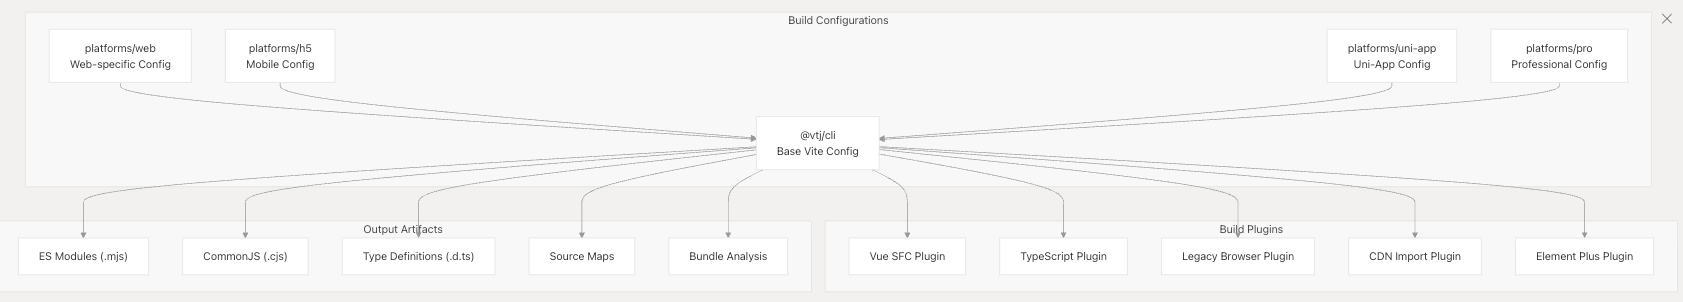 Build Configurations
platforms/web
Web-specific Config
platforms/h5
Mobile Config
platforms/uni-app
Uni-App Config
platforms/pro
Professional Config
@vtj/cli
Base Vite Config
Output Artifacts
ES Modules (.mjs)
CommonJS (.cjs)
Type Definitions (.d.ts)
Source Maps
Bundle Analysis
Build Plugins
Vue SFC Plugin
TypeScript Plugin
Legacy Browser Plugin
CDN Import Plugin
Element Plus Plugin